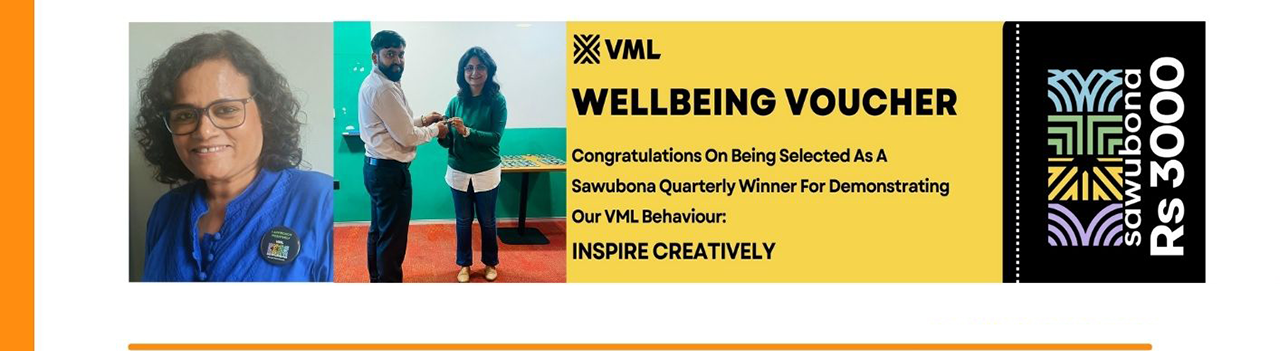 VML
WELLBEING VOUCHER
Congratulations On Being Selected As A
Sawubona Quarterly Winner For Demonstrating
Our VML Behaviour:
INSPIRE CREATIVELY
sawubona
Rs 3000
VML